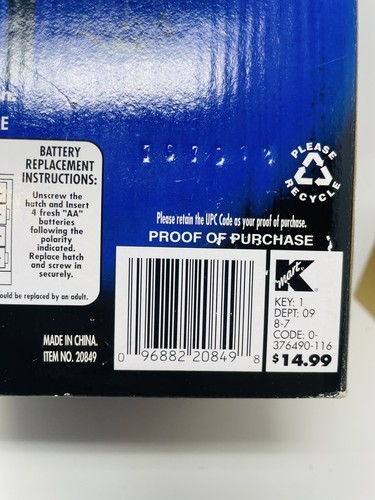 E
BATTERY
REPLACEMENT
INSTRUCTIONS:
Unscrew the
hatch and Insert
4 fresh "AA"
batteries
following the
polarity
indicated.
Replace hatch
and screw in
securely.
ould be replaced by an adult.
MADE IN CHINA.
ITEM NO. 20849
PLEASE
RECYCLE
Please retain the UPC Code as your proof of purchase.
PROOF OF PURCHASE
0 96882 20849 8
K
mart
KEY: 1
DEPT: 09
8-7
CODE: 0-
376490-116
$14.99